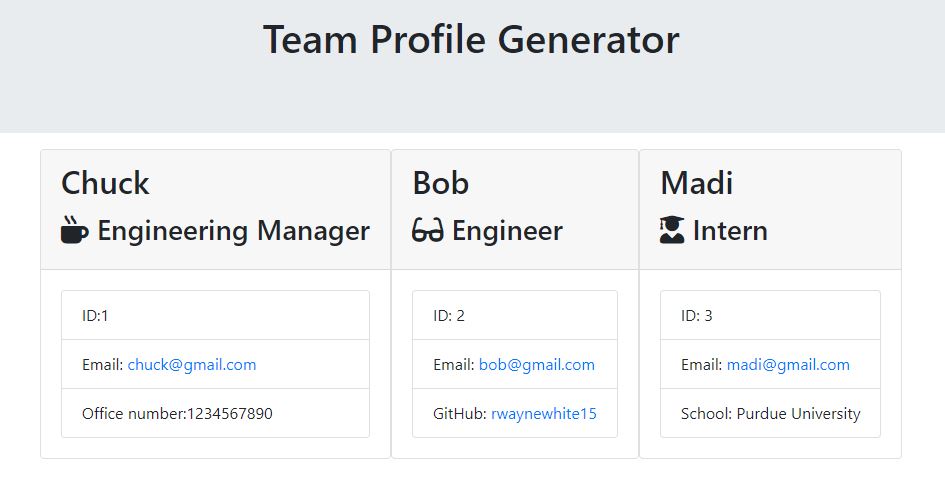 Team Profile Generator
Chuck
Engineering Manager
ID:1
Email: chuck@gmail.com
Office number:1234567890
Bob
Engineer
ID: 2
Email: bob@gmail.com
GitHub: rwaynewhite15
Madi
Intern
ID: 3
Email: madi@gmail.com
School: Purdue University